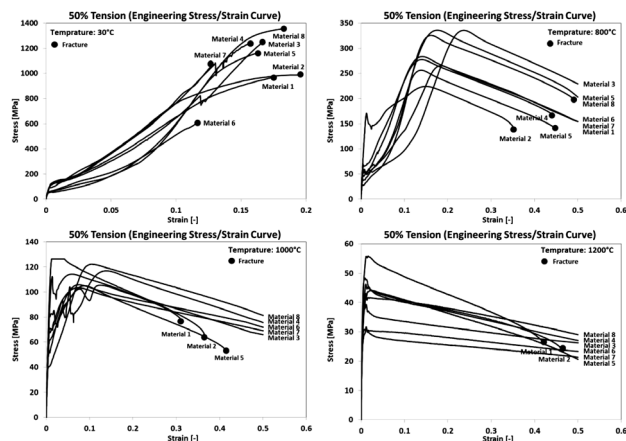 50% Tension (Engineering Stress/Strain Curve)
Temprature: 30°C
Fracture
Material 8
Material 4
Material 3
Material 7
Material 5
Material 2
Material 1
Material 6
1400
1200
1000
800
600
400
200
0
Stress [MPa]
0
0.05
0.1
0.15
0.2
Strain [-]
50% Tension (Engineering Stress/Strain Curve)
Temprature: 800°C
Fracture
Material 3
Material 5
Material 8
Material 6
Material 7
Material 1
Material 4
Material 5
Material 2
350
300
250
200
150
100
50
0
Stress [MPa]
0
0.1
0.2
0.3
0.4
0.5
0.6
Strain [-]
50% Tension (Engineering Stress/Strain Curve)
Temprature: 1000°C
Fracture
Material 8
Material 4
Material 6
Material 7
Material 3
Material 1
Material 2
Material 5
140
120
100
80
60
40
20
0
Stress [MPa]
0
0.1
0.2
0.3
0.4
0.5
0.6
Strain [-]
50% Tension (Engineering Stress/Strain Curve)
Temprature: 1200°C
Fracture
Material 8
Material 4
Material 3
Material 6
Material 7
Material 5
Material 1
Material 2
60
50
40
30
20
10
0
Stress [MPa]
0
0.1
0.2
0.3
0.4
0.5
0.6
Strain [-]